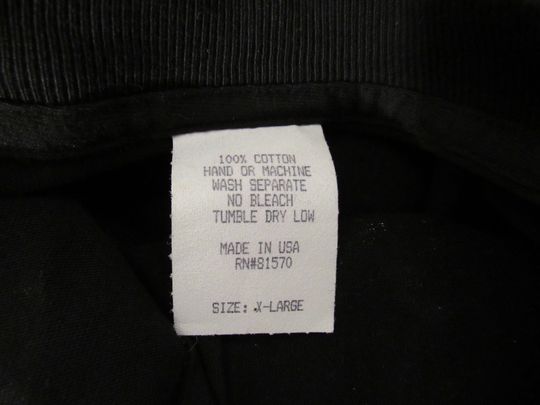 100% COTTON
HAND OR MACHINE
WASH SEPARATE
NO BLEACH
TUMBLE DRY LOW
MADE IN USA
RN#81570
SIZE: X-LARGE